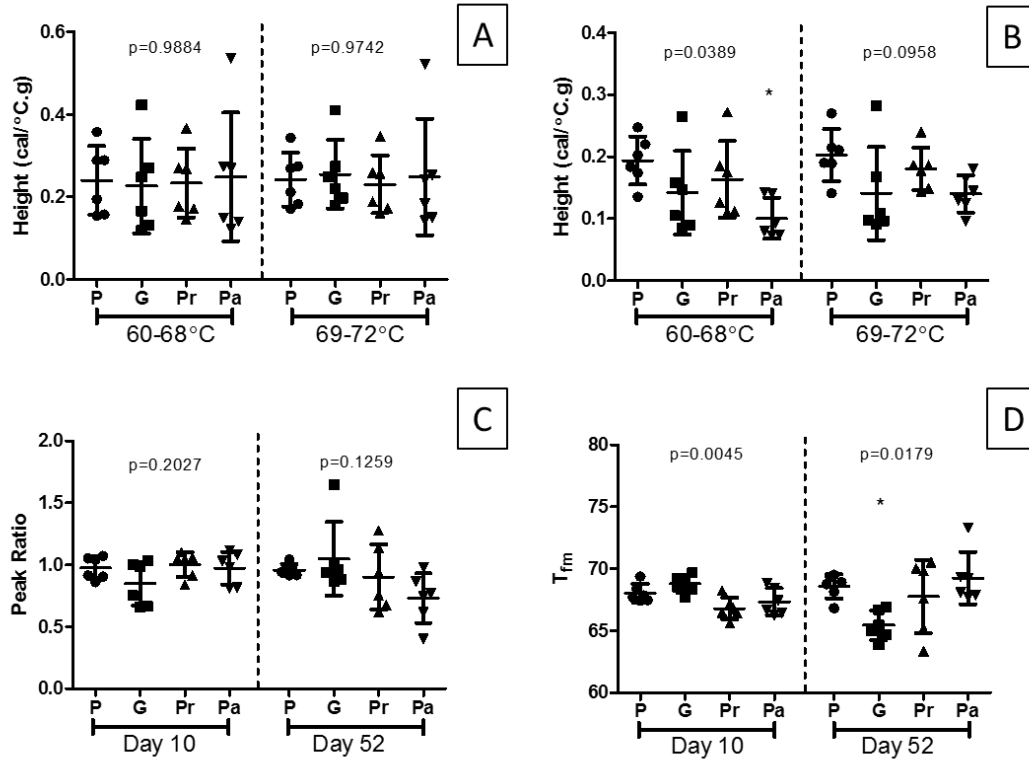 A
p=0.9884 p=0.9742
Height (cal/°C.g)
0.6
0.4
0.2
0.0
P G Pr Pa P G Pr Pa
60-68°C 69-72°C
B
p=0.0389 p=0.0958
Height (cal/°C.g)
0.4
0.3
0.2
0.1
0.0
*
P G Pr Pa P G Pr Pa
60-68°C 69-72°C
C
p=0.2027 p=0.1259
Peak Ratio
2.0
1.5
1.0
0.5
0.0
P G Pr Pa P G Pr Pa
Day 10 Day 52
D
p=0.0045 p=0.0179
Tfm
80
75
70
65
60
*
P G Pr Pa P G Pr Pa
Day 10 Day 52